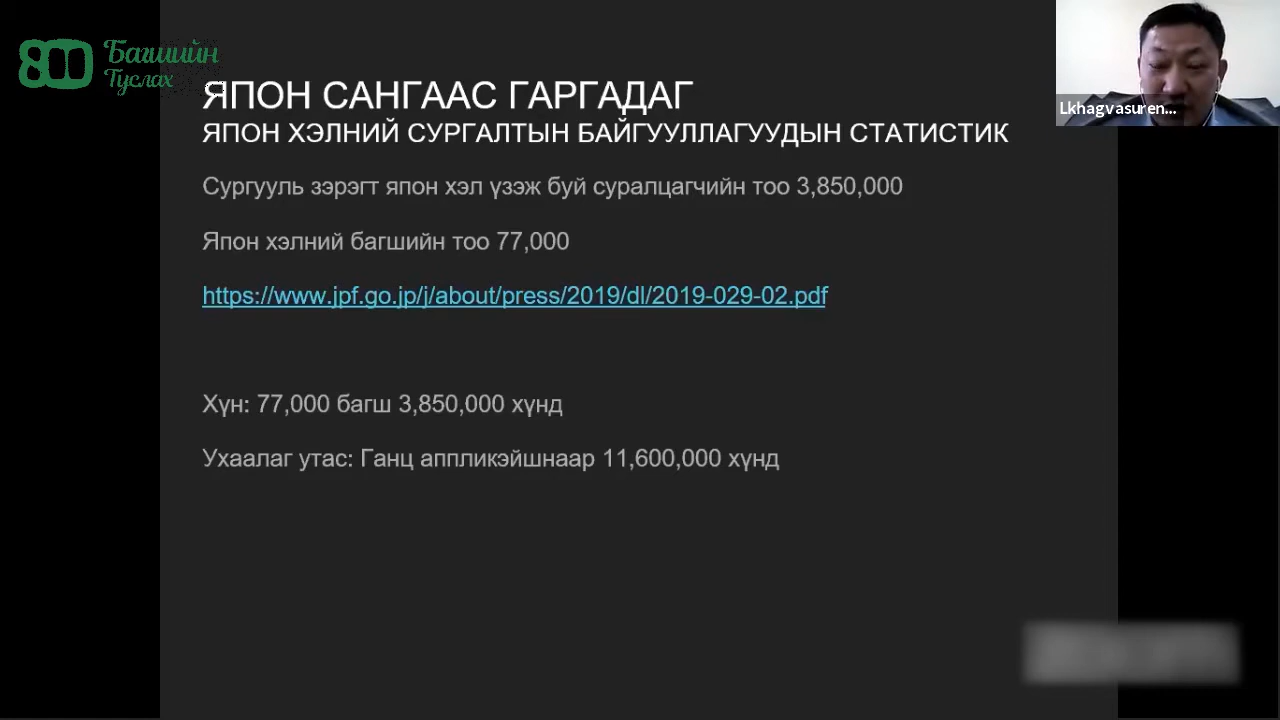 800 Багшийн
Туслах
Lkhagvasuren...
ЯПОН САНГААС ГАРГАДАГ
ЯПОН ХЭЛНИЙ СУРГАЛТЫН БАЙГУУЛЛАГУУДЫН СТАТИСТИК
Сургууль зэрэгт япон хэл үзэж буй суралцагчийн тоо 3,850,000
Япон хэлний багшийн тоо 77,000
https://www.jpf.go.jp/j/about/press/2019/dl/2019-029-02.pdf
Хүн: 77,000 багш 3,850,000 хүнд
Ухаалаг утас: Ганц аппликэйшнаар 11,600,000 хүнд